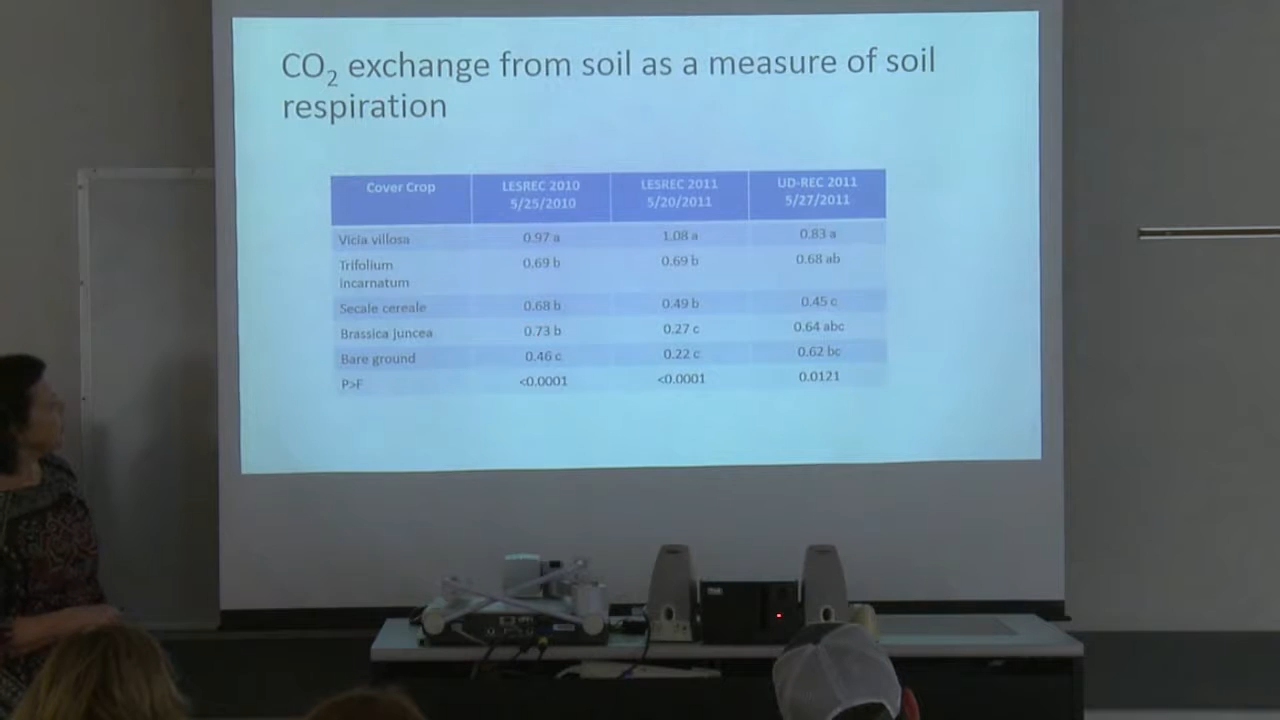 CO₂ exchange from soil as a measure of soil
respiration
Cover Crop LESREC 2010 LESREC 2011 UD-REC 2011
5/25/2010 5/20/2011 5/27/2011
Vicia villosa 0.97 a 1.08 a 0.83 a
Trifolium 0.69 b 0.69 b 0.68 ab
incarnatum
Secale cereale 0.68 b 0.49 b 0.45 c
Brassica juncea 0.73 b 0.27 c 0.64 abc
Bare ground 0.46 c 0.22 c 0.62 bc
P>F <0.0001 <0.0001 0.0121